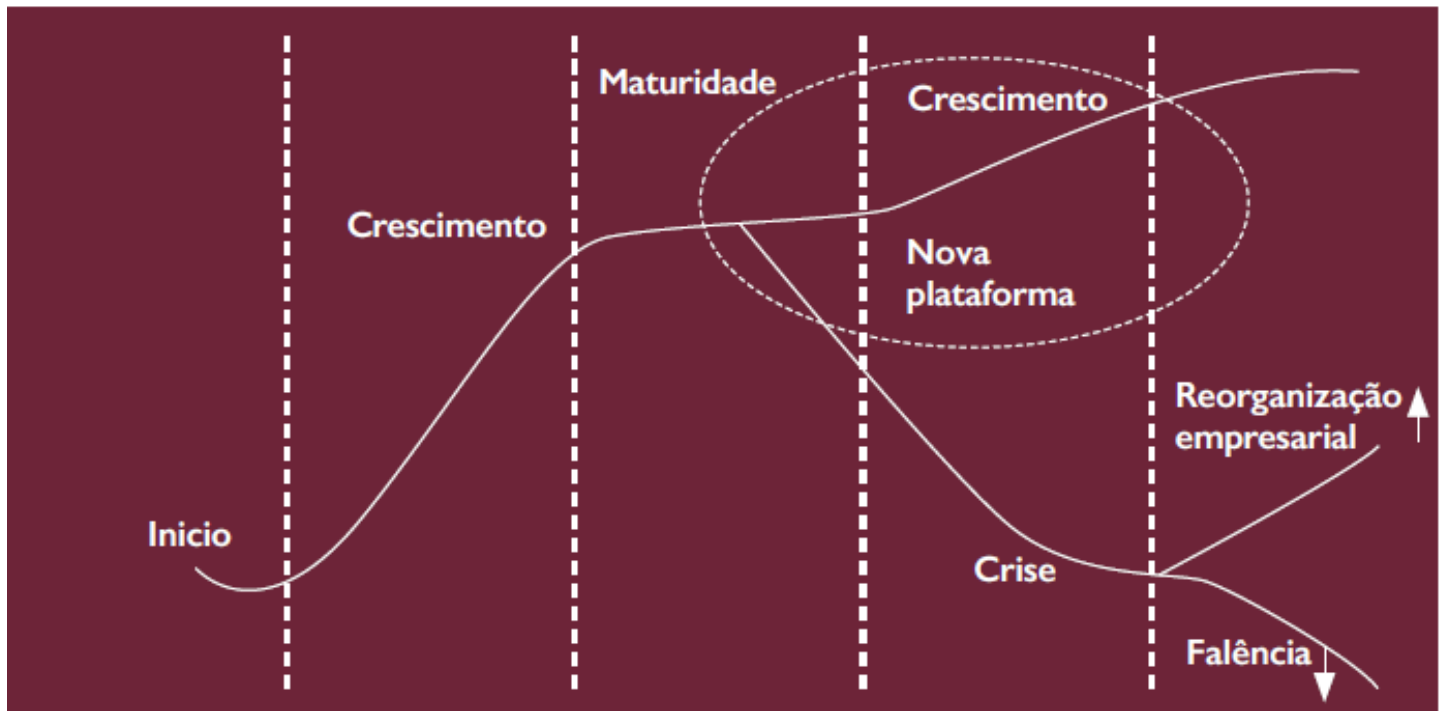 Maturidade
Crescimento
Crescimento
Nova
plataforma
Reorganização
empresarial
Inicio
Crise
Falência